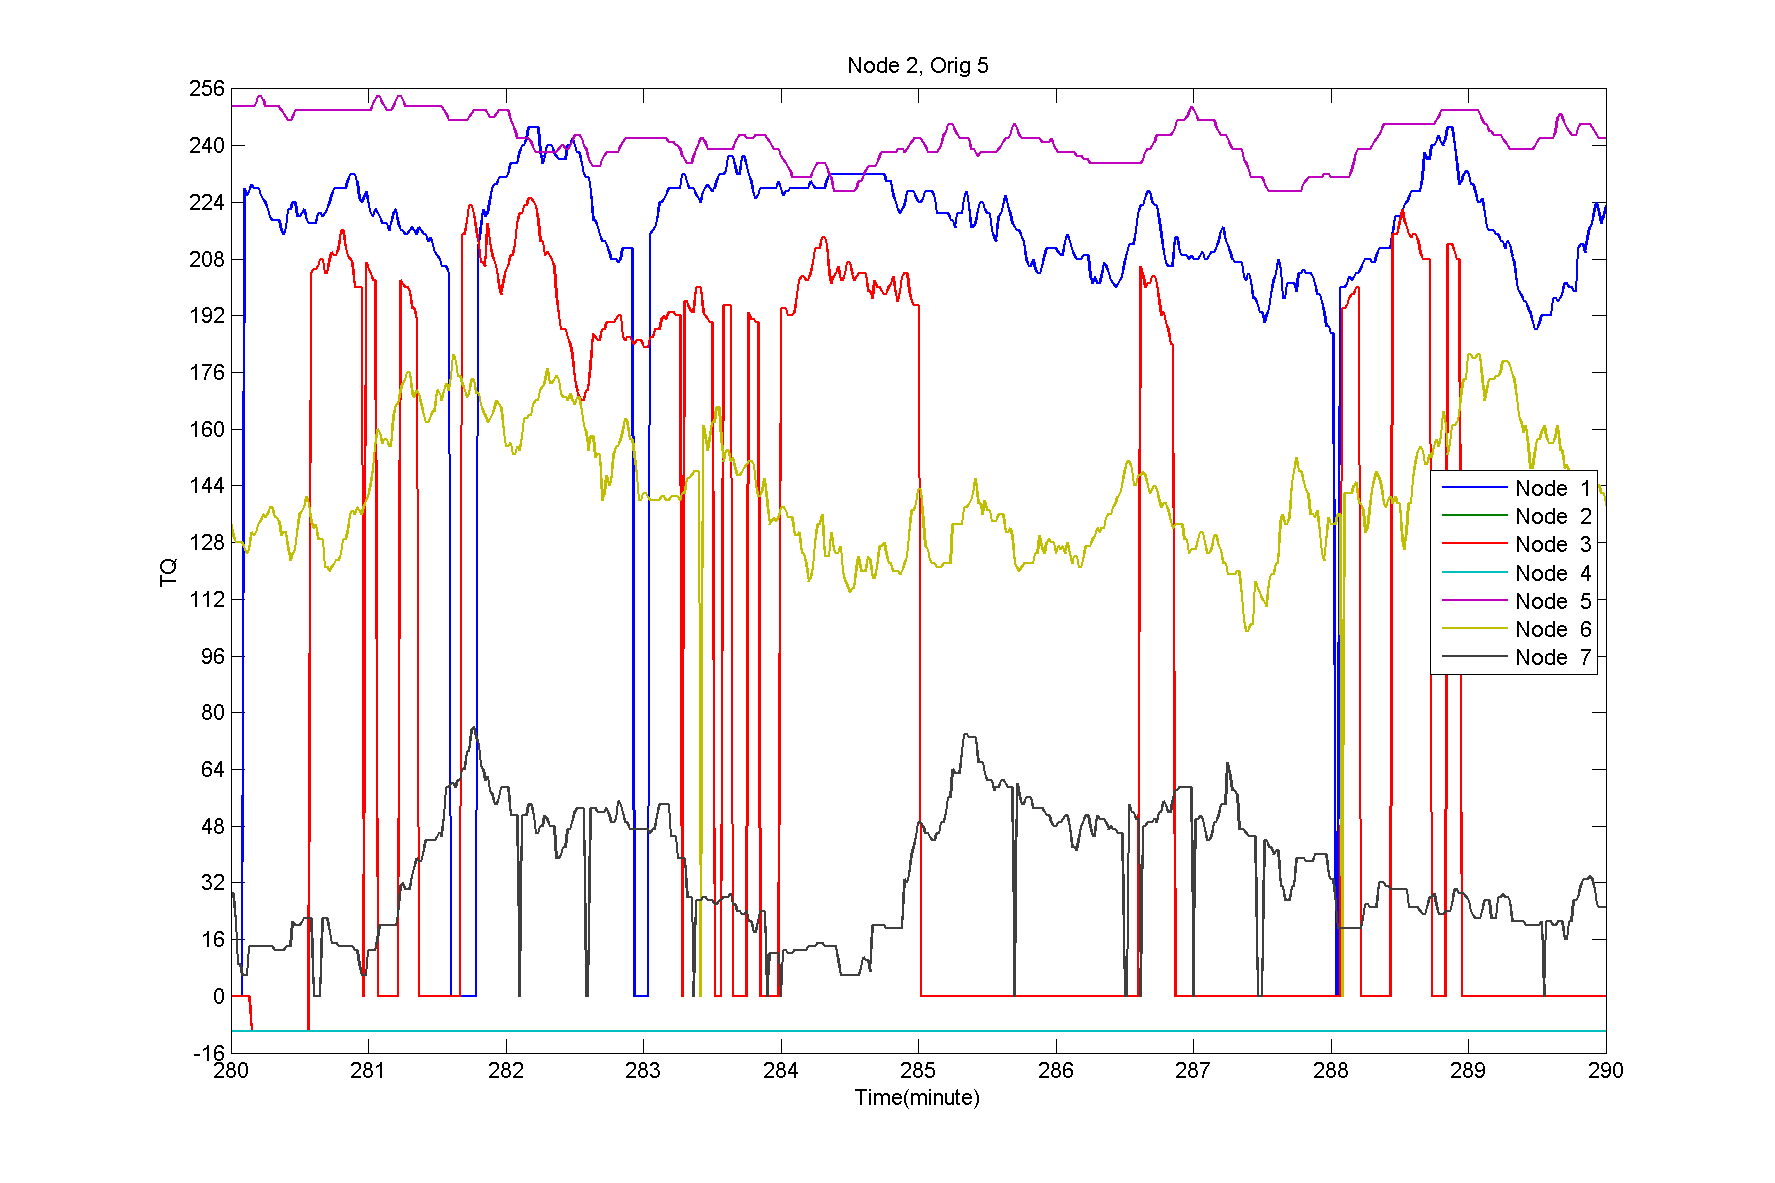 Node 2, Orig 5
256
240
224
208
192
176
160
144
128
112
96
80
64
48
32
16
0
-16
TQ
280 281 282 283 284 285 286 287 288 289 290
Time(minute)
Node 1
Node 2
Node 3
Node 4
Node 5
Node 6
Node 7